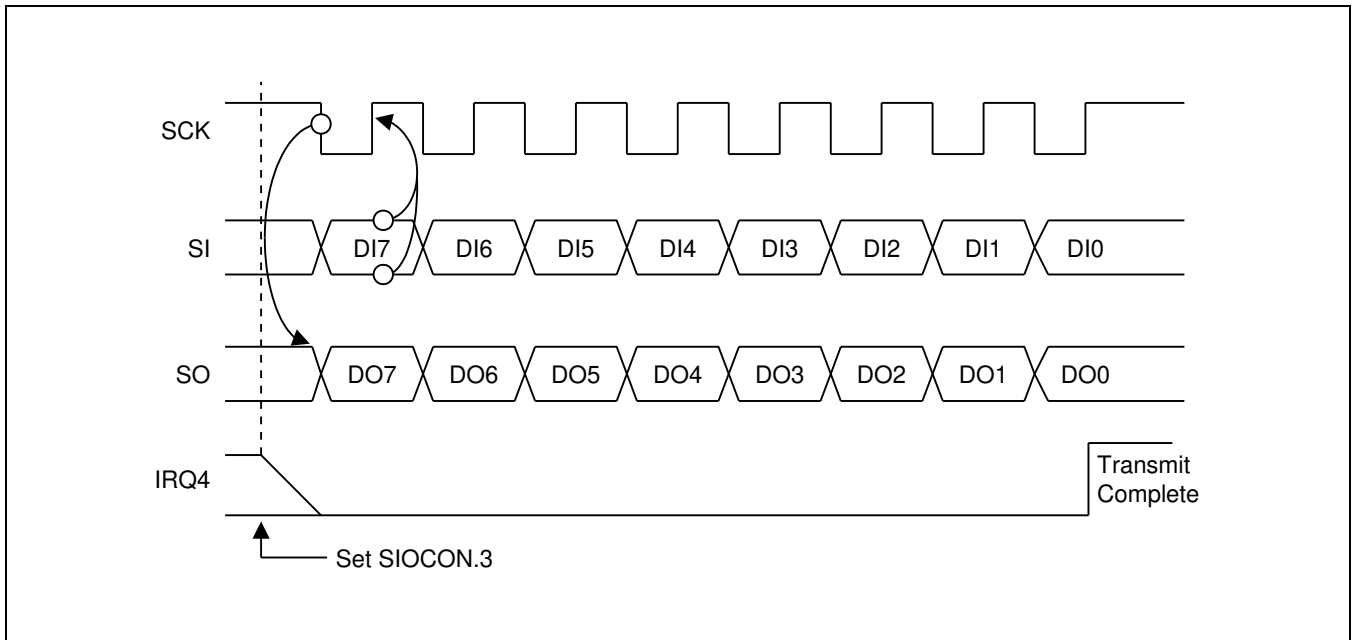 SCK
SI DI7 DI6 DI5 DI4 DI3 DI2 DI1 DI0
SO DO7 DO6 DO5 DO4 DO3 DO2 DO1 DO0
IRQ4
Transmit
Complete
Set SIOCON.3